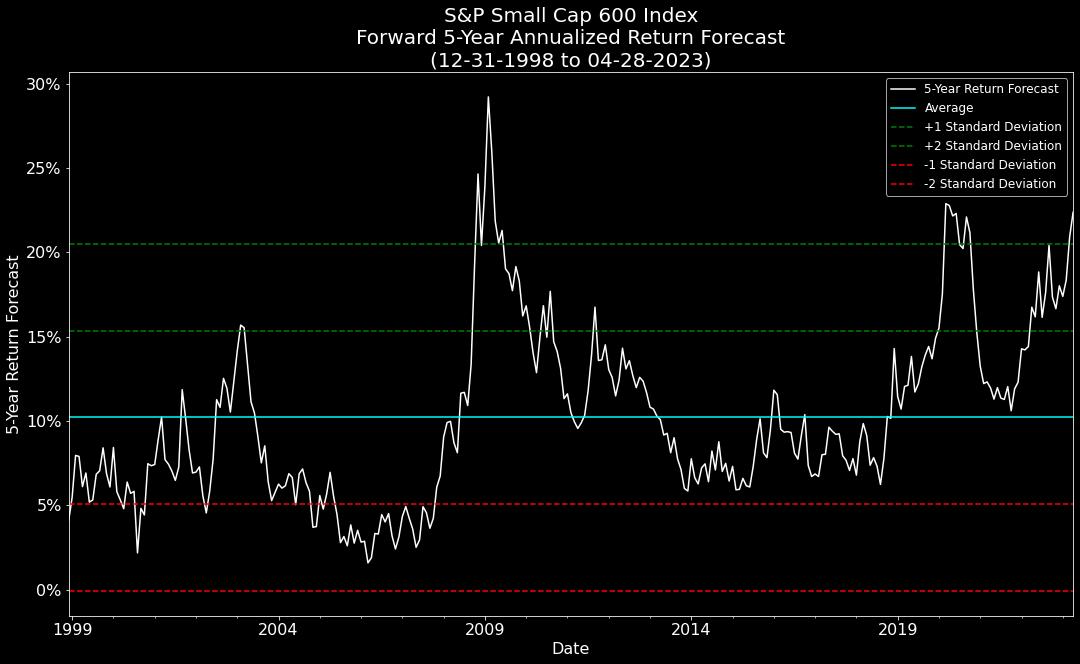 S&P Small Cap 600 Index
Forward 5-Year Annualized Return Forecast
(12-31-1998 to 04-28-2023)
30%
25%
20%
15%
10%
5%
0%
5-Year Return Forecast
5-Year Return Forecast
Average
+1 Standard Deviation
+2 Standard Deviation
-1 Standard Deviation
-2 Standard Deviation
1999 2004 2009 2014 2019
Date